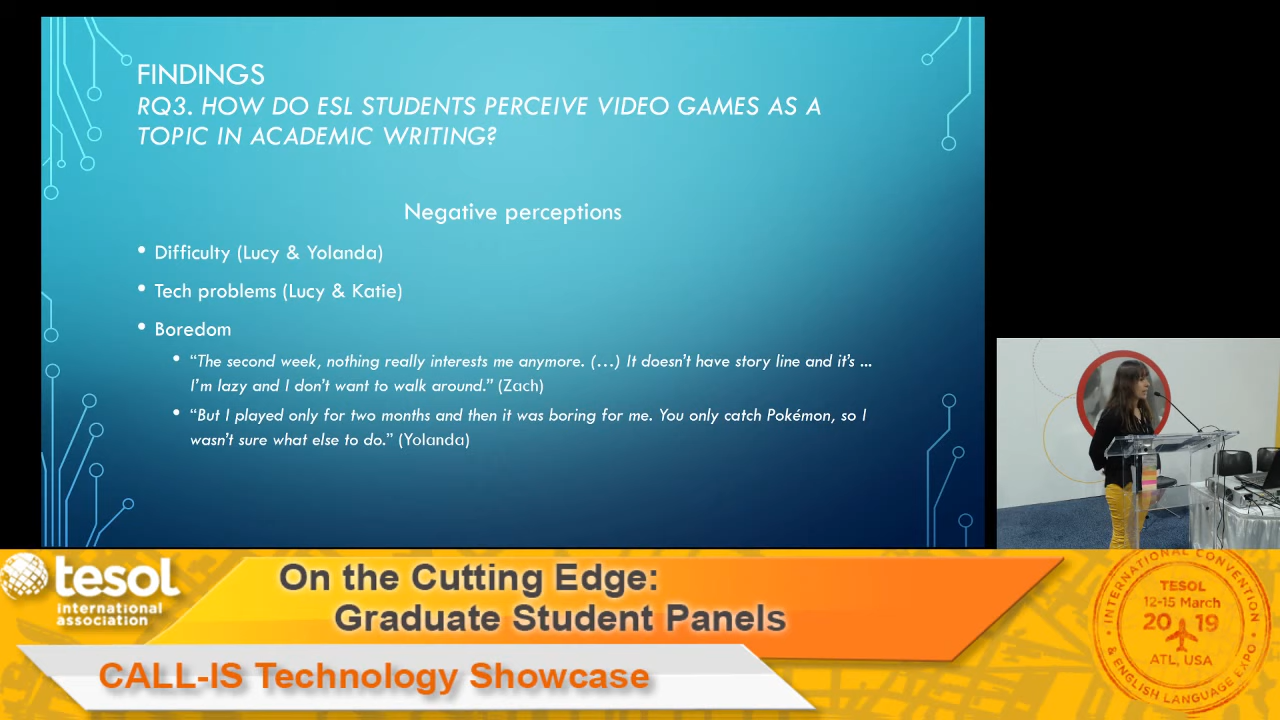 FINDINGS
RQ3. HOW DO ESL STUDENTS PERCEIVE VIDEO GAMES AS A
TOPIC IN ACADEMIC WRITING?
Negative perceptions
• Difficulty (Lucy & Yolanda)
• Tech problems (Lucy & Katie)
• Boredom
• “The second week, nothing really interests me anymore. (…) It doesn’t have story line and it’s ...
I’m lazy and I don’t want to walk around.” (Zach)
• “But I played only for two months and then it was boring for me. You only catch Pokémon, so I
wasn’t sure what else to do.” (Yolanda)
tesol
international
association
On the Cutting Edge:
Graduate Student Panels
CALL-IS Technology Showcase
INTERNATIONAL CONVENTION
TESOL
12-15 March
2019
ATL, USA
& ENGLISH LANGUAGE EXPO